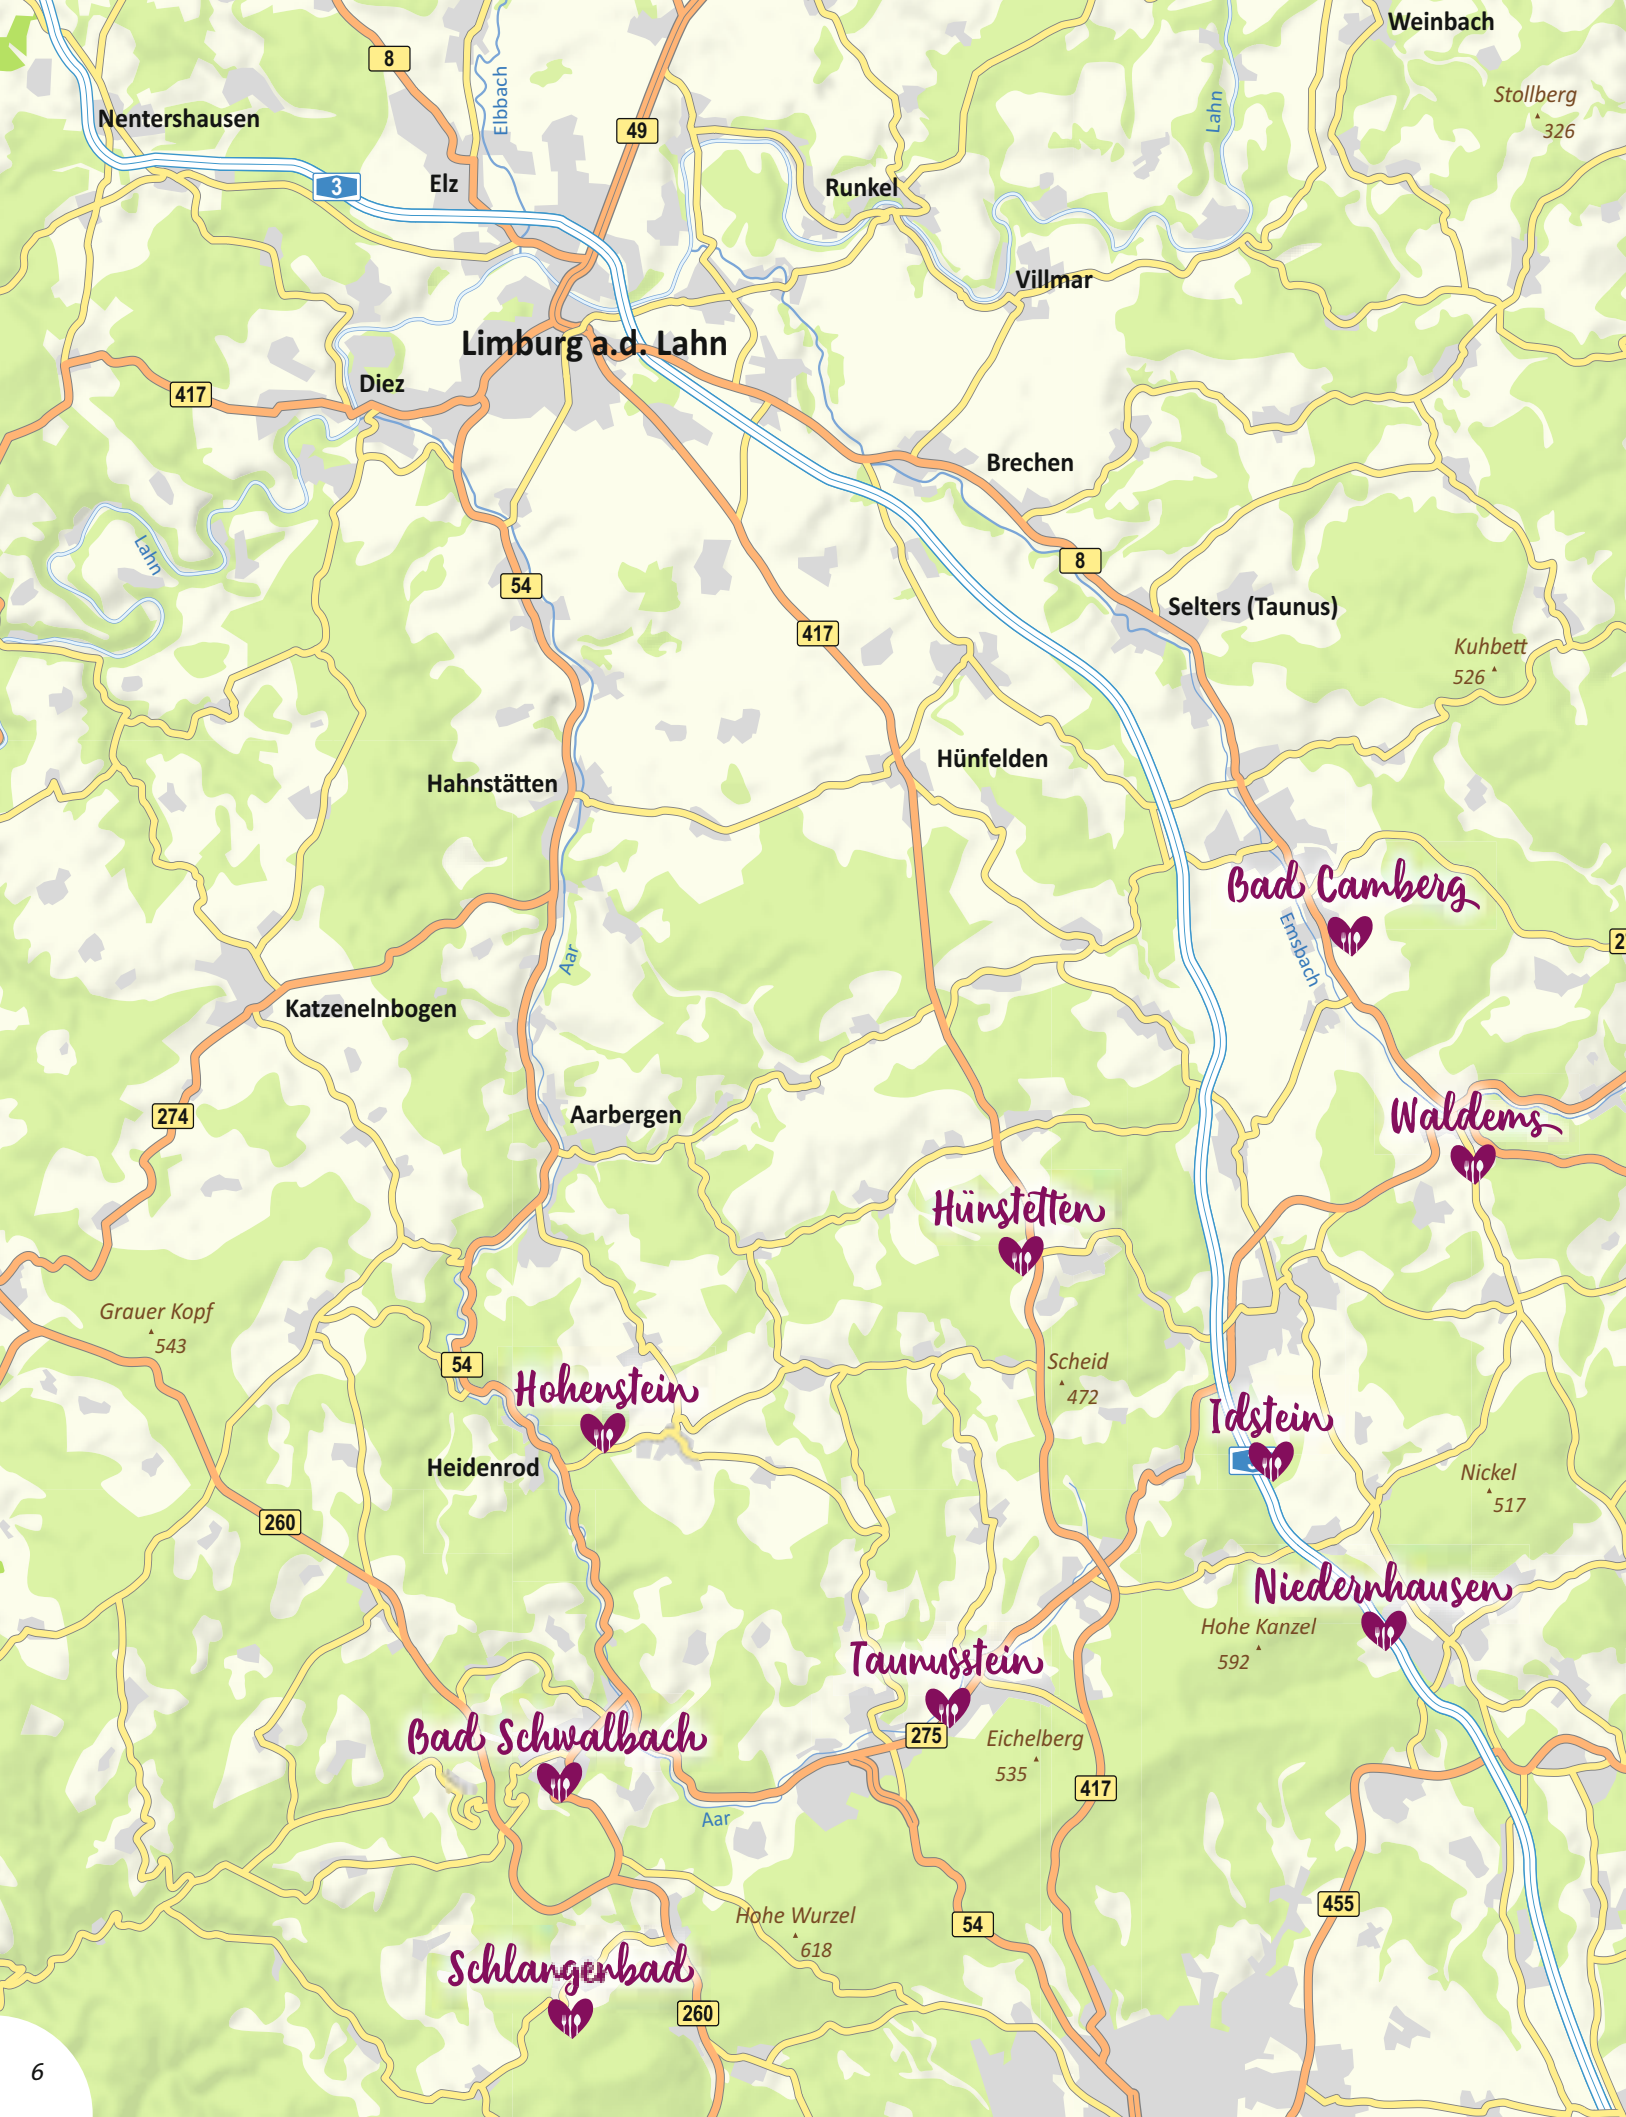 Weinbach
8
Elbbach
Lahn
Stollberg
326
Nentershausen
49
3
Elz
Runkel
Villmar
Limburg a.d. Lahn
Diez
417
Brechen
Lahn
8
54
Selters (Taunus)
417
Kuhbett
526
Hünfelden
Hahnstätten
Bad Camberg
Emsbach
2
Aar
Katzenelnbogen
274
Aarbergen
Waldems
Hünstetten
Grauer Kopf
543
54
Scheid
472
Hohenstein
Idstein
Heidenrod
Nickel
517
260
Niedernhausen
Hohe Kanzel
592
Taunusstein
275
Eichelberg
535
Bad Schwalbach
417
Aar
455
Hohe Wurzel
618
54
Schlangenbad
260
6